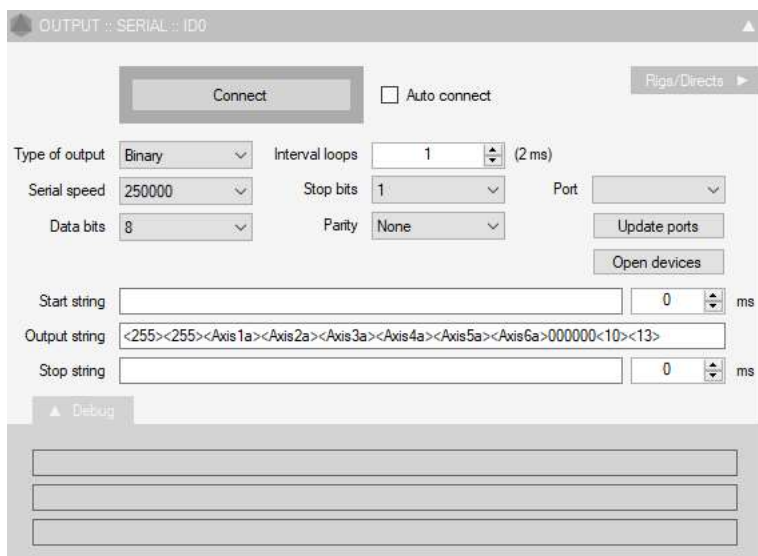 OUTPUT :: SERIAL :: ID0
Rigs/Directs
Connect
Auto connect
Type of output Binary Interval loops 1 (2 ms)
Serial speed 250000 Stop bits 1 Port
Data bits 8 Parity None Update ports
Open devices
Start string 0 ms
Output string <255><255><Axis1a><Axis2a><Axis3a><Axis4a><Axis5a><Axis6a>000000<10><13>
Stop string 0 ms
Debug